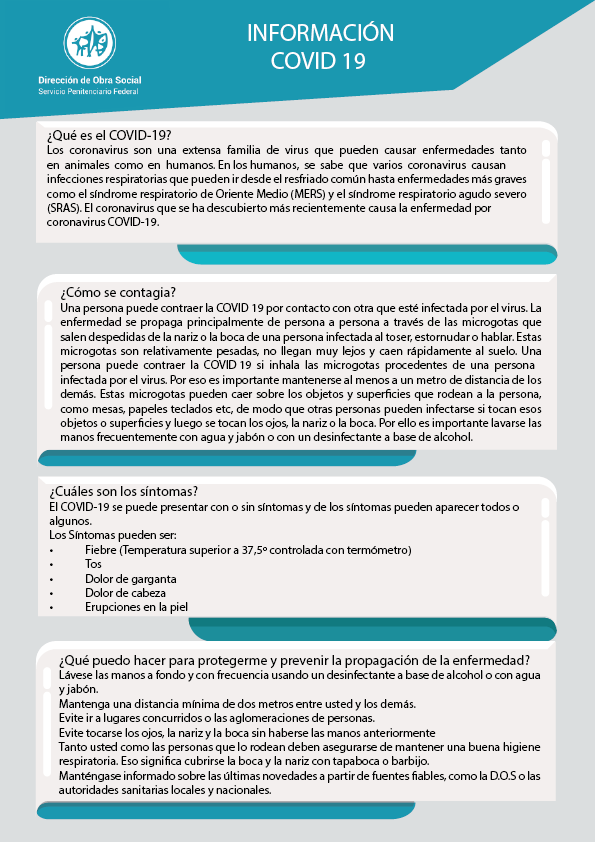 INFORMACIÓN
COVID 19
Dirección de Obra Social
Servicio Penitenciario Federal
¿Qué es el COVID-19?
Los coronavirus son una extensa familia de virus que pueden causar enfermedades tanto
en animales como en humanos. En los humanos, se sabe que varios coronavirus causan
infecciones respiratorias que pueden ir desde el resfriado común hasta enfermedades más graves
como el síndrome respiratorio de Oriente Medio (MERS) y el síndrome respiratorio agudo severo
(SRAS). El coronavirus que se ha descubierto más recientemente causa la enfermedad por
coronavirus COVID-19.
¿Cómo se contagia?
Una persona puede contraer la COVID 19 por contacto con otra que esté infectada por el virus. La
enfermedad se propaga principalmente de persona a persona a través de las microgotas que
salen despedidas de la nariz o la boca de una persona infectada al toser, estornudar o hablar. Estas
microgotas son relativamente pesadas, no llegan muy lejos y caen rápidamente al suelo. Una
persona puede contraer la COVID 19 si inhala las microgotas procedentes de una persona
infectada por el virus. Por eso es importante mantenerse al menos a un metro de distancia de los
demás. Estas microgotas pueden caer sobre los objetos y superficies que rodean a la persona,
como mesas, papeles teclados etc, de modo que otras personas pueden infectarse si tocan esos
objetos o superficies y luego se tocan los ojos, la nariz o la boca. Por ello es importante lavarse las
manos frecuentemente con agua y jabón o con un desinfectante a base de alcohol.
¿Cuáles son los síntomas?
El COVID-19 se puede presentar con o sin síntomas y de los síntomas pueden aparecer todos o
algunos.
Los Síntomas pueden ser:
• Fiebre (Temperatura superior a 37,5º controlada con termómetro)
• Tos
• Dolor de garganta
• Dolor de cabeza
• Erupciones en la piel
¿Qué puedo hacer para protegerme y prevenir la propagación de la enfermedad?
Lávese las manos a fondo y con frecuencia usando un desinfectante a base de alcohol o con agua
y jabón.
Mantenga una distancia mínima de dos metros entre usted y los demás.
Evite ir a lugares concurridos o las aglomeraciones de personas.
Evite tocarse los ojos, la nariz y la boca sin haberse las manos anteriormente
Tanto usted como las personas que lo rodean deben asegurarse de mantener una buena higiene
respiratoria. Eso significa cubrirse la boca y la nariz con tapaboca o barbijo.
Manténgase informado sobre las últimas novedades a partir de fuentes fiables, como la D.O.S o las
autoridades sanitarias locales y nacionales.